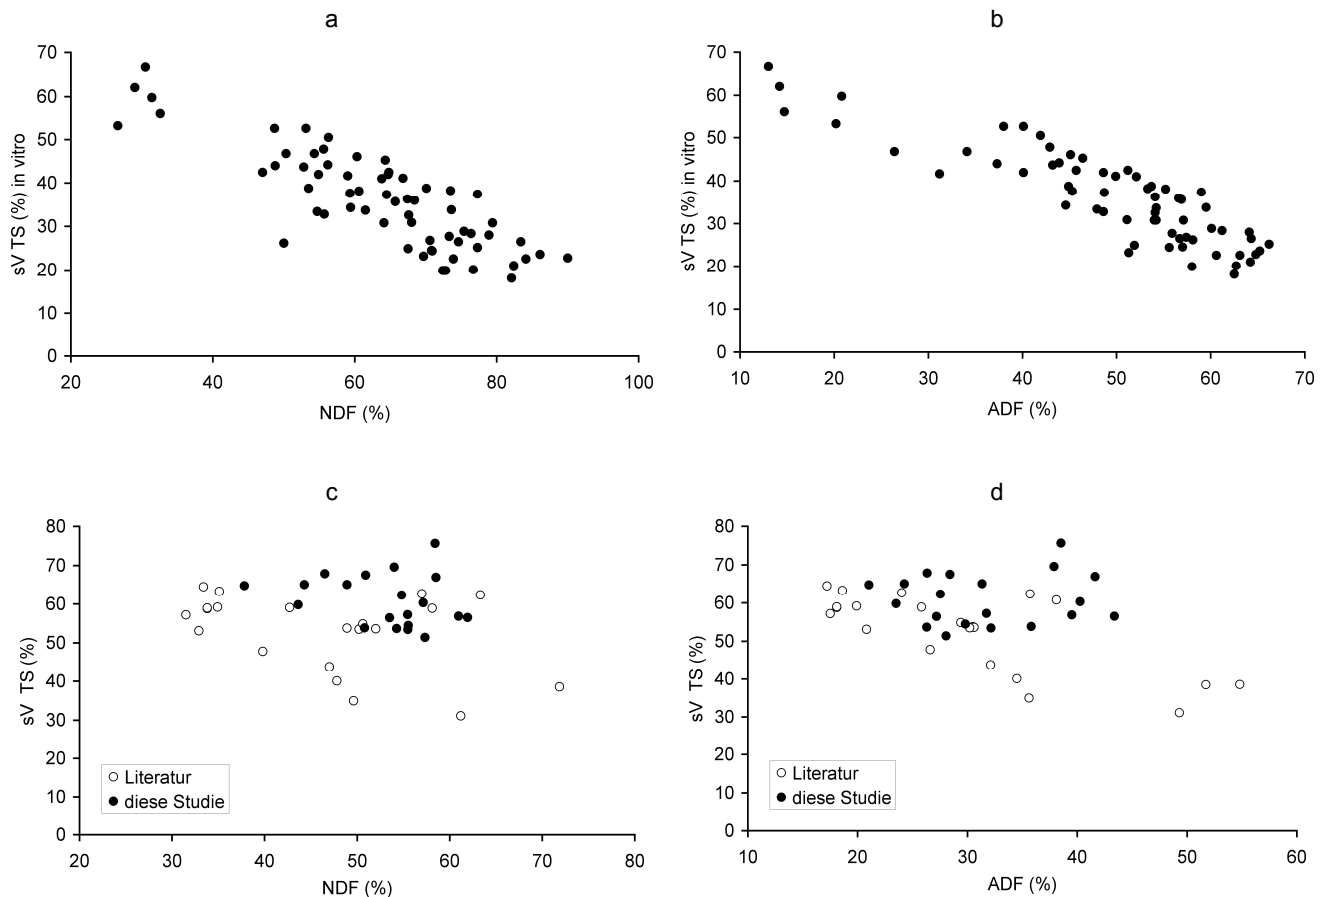 a
70
60
50
40
30
20
10
0
sV TS (%) in vitro
20 40 60 80 100
NDF (%)
b
70
60
50
40
30
20
10
0
sV TS (%) in vitro
10 20 30 40 50 60 70
ADF (%)
c
80
70
60
50
40
30
20
10
0
sV TS (%)
Literatur
diese Studie
20 30 40 50 60 70 80
NDF (%)
d
80
70
60
50
40
30
20
10
0
sV TS (%)
Literatur
diese Studie
10 20 30 40 50 60
ADF (%)